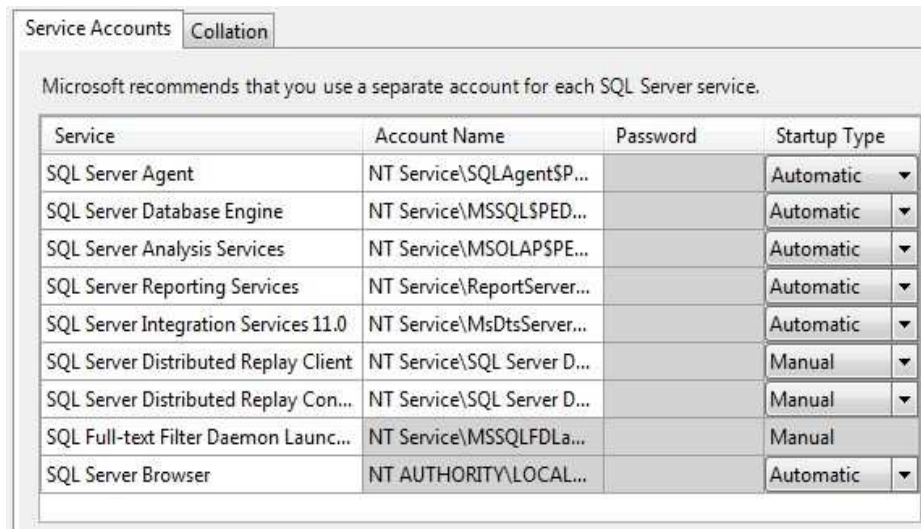 Service Accounts Collation
Microsoft recommends that you use a separate account for each SQL Server service.
Service Account Name Password Startup Type
SQL Server Agent NT Service\SQLAgent$P... Automatic
SQL Server Database Engine NT Service\MSSQL$PED... Automatic
SQL Server Analysis Services NT Service\MSOLAP$PE... Automatic
SQL Server Reporting Services NT Service\ReportServer... Automatic
SQL Server Integration Services 11.0 NT Service\MsDtsServer... Automatic
SQL Server Distributed Replay Client NT Service\SQL Server D... Manual
SQL Server Distributed Replay Con... NT Service\SQL Server D... Manual
SQL Full-text Filter Daemon Launc... NT Service\MSSQLFDLa... Manual
SQL Server Browser NT AUTHORITY\LOCAL... Automatic